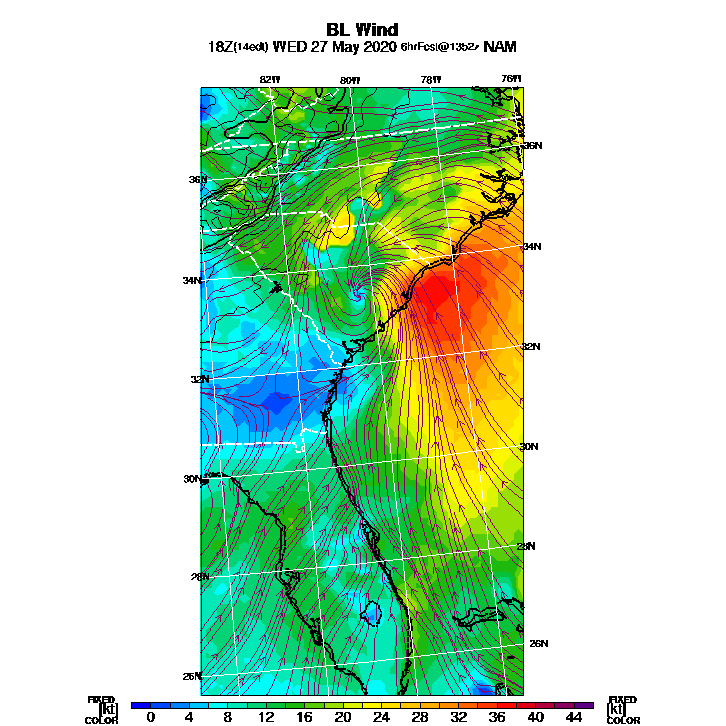 BL Wind
18Z(14edt) WED 27 May 2020 6hrFcst@1352z NAM
82W 80W 78W 76W
36N
36N
34N
34N
32N
32N
30N
30N
28N
28N
26N
26N
FIXED FIXED
[kt] 0 4 8 12 16 20 24 28 32 36 40 44 [kt]
COLOR COLOR